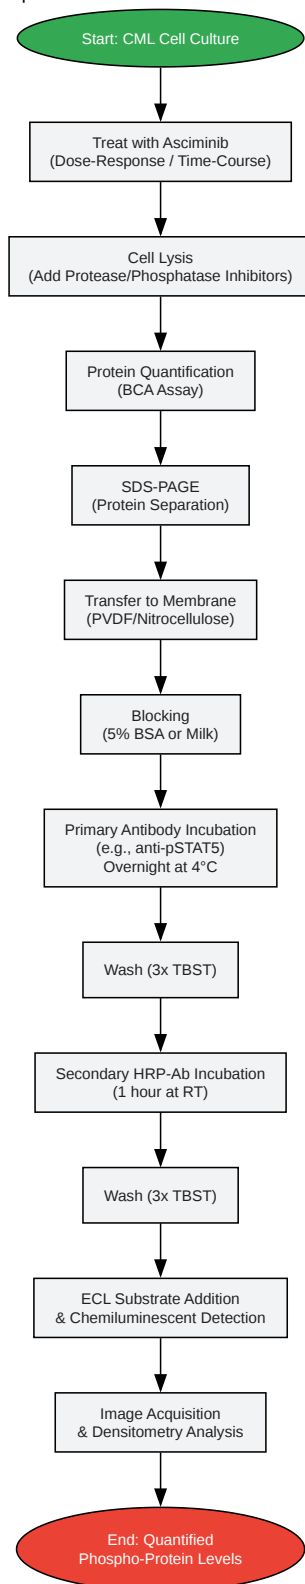 Start: CML Cell Culture
Treat with Asciminib
(Dose-Response / Time-Course)
Cell Lysis
(Add Protease/Phosphatase Inhibitors)
Protein Quantification
(BCA Assay)
SDS-PAGE
(Protein Separation)
Transfer to Membrane
(PVDF/Nitrocellulose)
Blocking
(5% BSA or Milk)
Primary Antibody Incubation
(e.g., anti-pSTAT5)
Overnight at 4°C
Wash (3x TBST)
Secondary HRP-Ab Incubation
(1 hour at RT)
Wash (3x TBST)
ECL Substrate Addition
& Chemiluminescent Detection
Image Acquisition
& Densitometry Analysis
End: Quantified
Phospho-Protein Levels